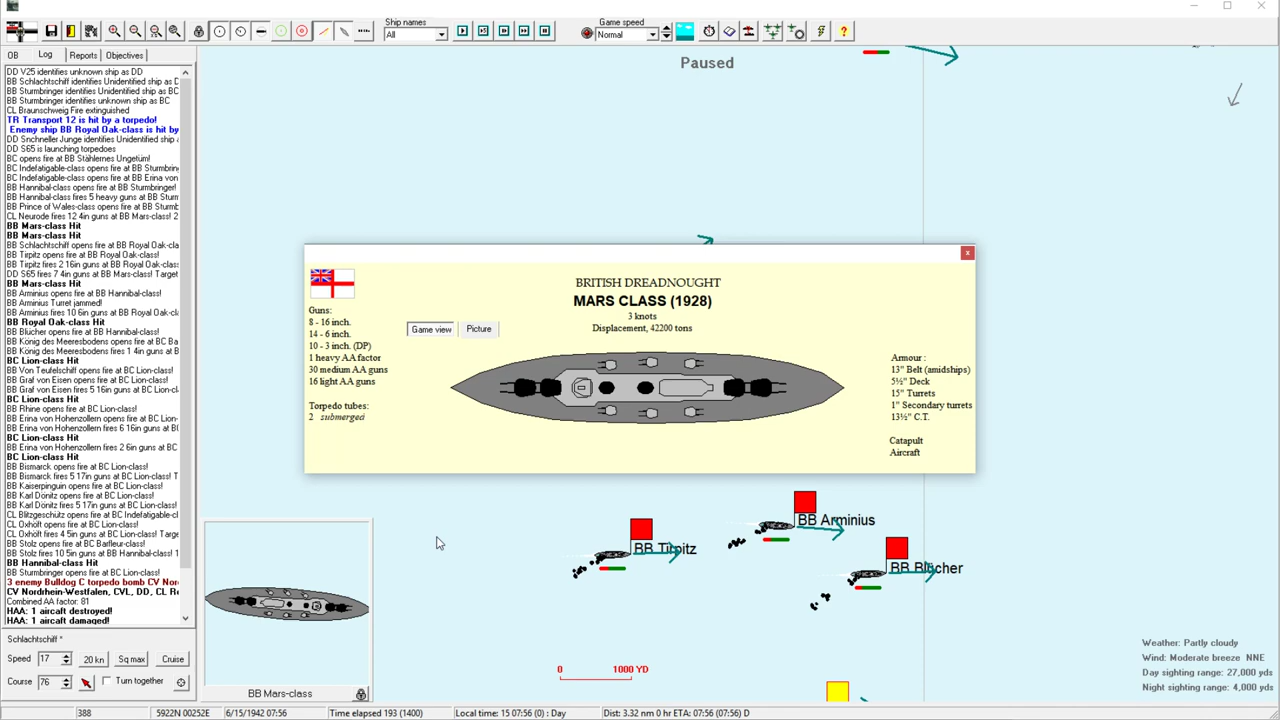 Ship names
All
Game speed
Normal
OB
Log
Reports
Objectives
Paused
DD V25 identifies unknown ship as DD
BB Schlachtschiff identifies Unidentified ship as D
BB Sturmbringer identifies Unidentified ship as BC
BB Sturmbringer identifies unknown ship as BC
CL Braunschweig Fire extinguished
TR Transport 12 is hit by a torpedo!
Enemy ship BB Royal Oak-class is hit by
DD Snchneller Junge identifies Unidentified ship
DD S65 is launching torpedoes
BC opens fire at BB Stählernes Ungetüm!
BC Indefatigable-class opens fire at BB Sturmbring
BC Indefatigable-class opens fire at BB Erina von
BB Hannibal-class opens fire at BB Sturmbringer!
BB Hannibal-class fires 5 heavy guns at BB Sturm
BB Prince of Wales-class opens fire at BB Sturmb
CL Neurode fires 12 4in guns at BB Mars-class! 2
BB Mars-class Hit
BB Mars-class Hit
BB Schlachtschiff opens fire at BB Royal Oak-cla
BB Tirpitz opens fire at BB Royal Oak-class!
BB Tirpitz fires 2 16in guns at BB Royal Oak-class
DD S65 fires 7 4in guns at BB Mars-class! Target
BB Mars-class Hit
BB Arminius opens fire at BB Hannibal-class!
BB Arminius Turret jammed!
BB Arminius fires 10 6in guns at BB Royal Oak-cl
BB Royal Oak-class Hit
BB Blücher opens fire at BB Hannibal-class!
BB König des Meeresbodens opens fire at BC Ba
BB König des Meeresbodens fires 1 4in guns at
BC Lion-class Hit
BB Von Teufelschiff opens fire at BC Lion-class!
BB Graf von Eisen opens fire at BC Lion-class!
BB Graf von Eisen fires 5 16in guns at BC Lion-cl
BC Lion-class Hit
BB Rhine opens fire at BC Lion-class!
BB Erina von Hohenzollern opens fire at BC Lion-c
BB Erina von Hohenzollern fires 6 16in guns at BC
BC Lion-class Hit
BB Erina von Hohenzollern fires 2 6in guns at BC
BC Lion-class Hit
BB Bismarck opens fire at BC Lion-class!
BB Bismarck fires 5 17in guns at BC Lion-class! T
BB Kaiserpinguin opens fire at BC Lion-class!
BB Karl Dönitz opens fire at BC Lion-class!
BB Karl Dönitz fires 5 17in guns at BC Lion-class!
CL Blitzgeschütz opens fire at BC Indefatigable-cl
CL Oxhöft opens fire at BC Lion-class!
CL Oxhöft fires 4 5in guns at BC Lion-class! Targe
BB Stolz opens fire at BC Barfleur-class!
BB Stolz fires 10 5in guns at BB Hannibal-class! 1
BB Hannibal-class Hit
BB Sturmbringer opens fire at BC Lion-class!
3 enemy Bulldog C torpedo bomb CV Nor
CV Nordrhein-Westfalen, CVL, DD, CL R
Combined AA factor: 81
HAA: 1 aircaft destroyed!
HAA: 1 aircaft damaged!
BRITISH DREADNOUGHT
MARS CLASS (1928)
3 knots
Displacement, 42200 tons
Guns:
8 - 16 inch.
14 - 6 inch.
10 - 3 inch. (DP)
1 heavy AA factor
30 medium AA guns
16 light AA guns
Torpedo tubes:
2 submerged
Game view
Picture
Armour :
13" Belt (amidships)
5½" Deck
15" Turrets
1" Secondary turrets
13½" C.T.
Catapult
Aircraft
BB Tirpitz
BB Arminius
BB Blücher
0 1000 YD
BB Mars-class
Schlachtschiff *
Speed 17 20 kn Sq max Cruise
Course 76 Turn together
Weather: Partly cloudy
Wind: Moderate breeze NNE
Day sighting range: 27,000 yds
Night sighting range: 4,000 yds
388 5922N 00252E 6/15/1942 07:56 Time elapsed 193 (1400) Local time: 15 07:56 (0) : Day Dist: 3.32 nm 0 hr ETA: 07:56 (07:56) D